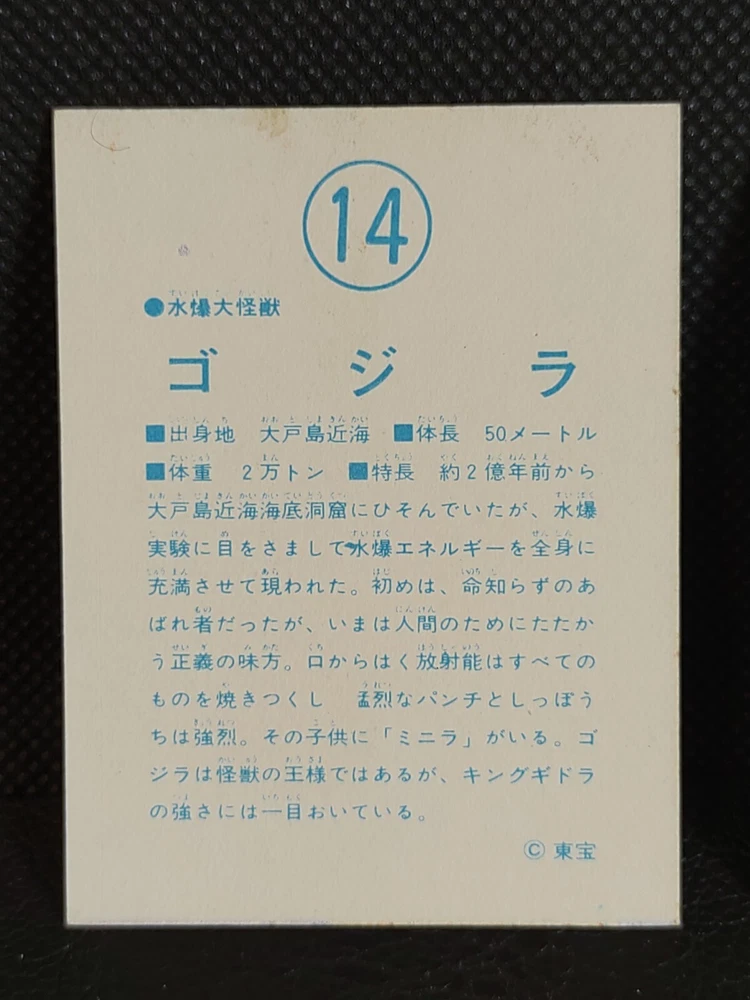 14
●水爆大怪獣
ゴジラ
■出身地　大戸島近海　■体長　50メートル
■体重　2万トン　■特長　約2億年前から
大戸島近海海底洞窟にひそんでいたが、水爆
実験に目をさまして水爆エネルギーを全身に
充満させて現われた。初めは、命知らずのあ
ばれ者だったが、いまは人間のためにたたか
う正義の味方。口からはく放射能はすべての
ものを焼きつくし　猛烈なパンチとしっぽう
ちは強烈。その子供に「ミニラ」がいる。ゴ
ジラは怪獣の王様ではあるが、キングギドラ
の強さには一目おいている。
© 東宝